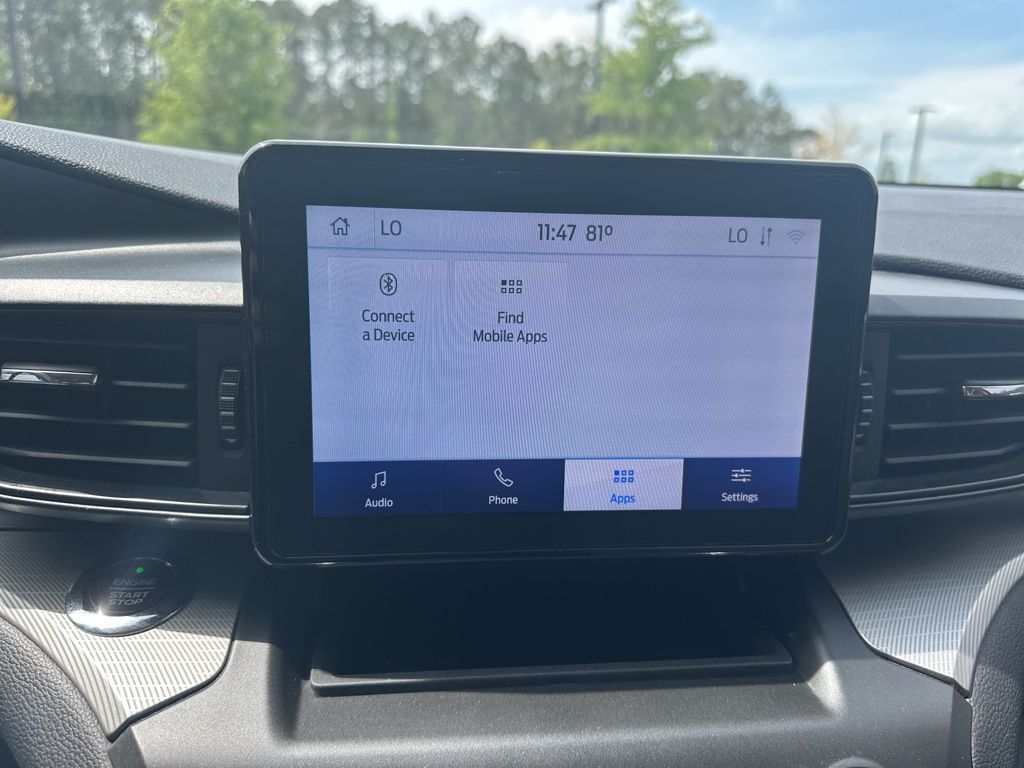 LO 11:47 81° LO
Connect
a Device
Find
Mobile Apps
Audio Phone Apps Settings
ENGINE
START
STOP